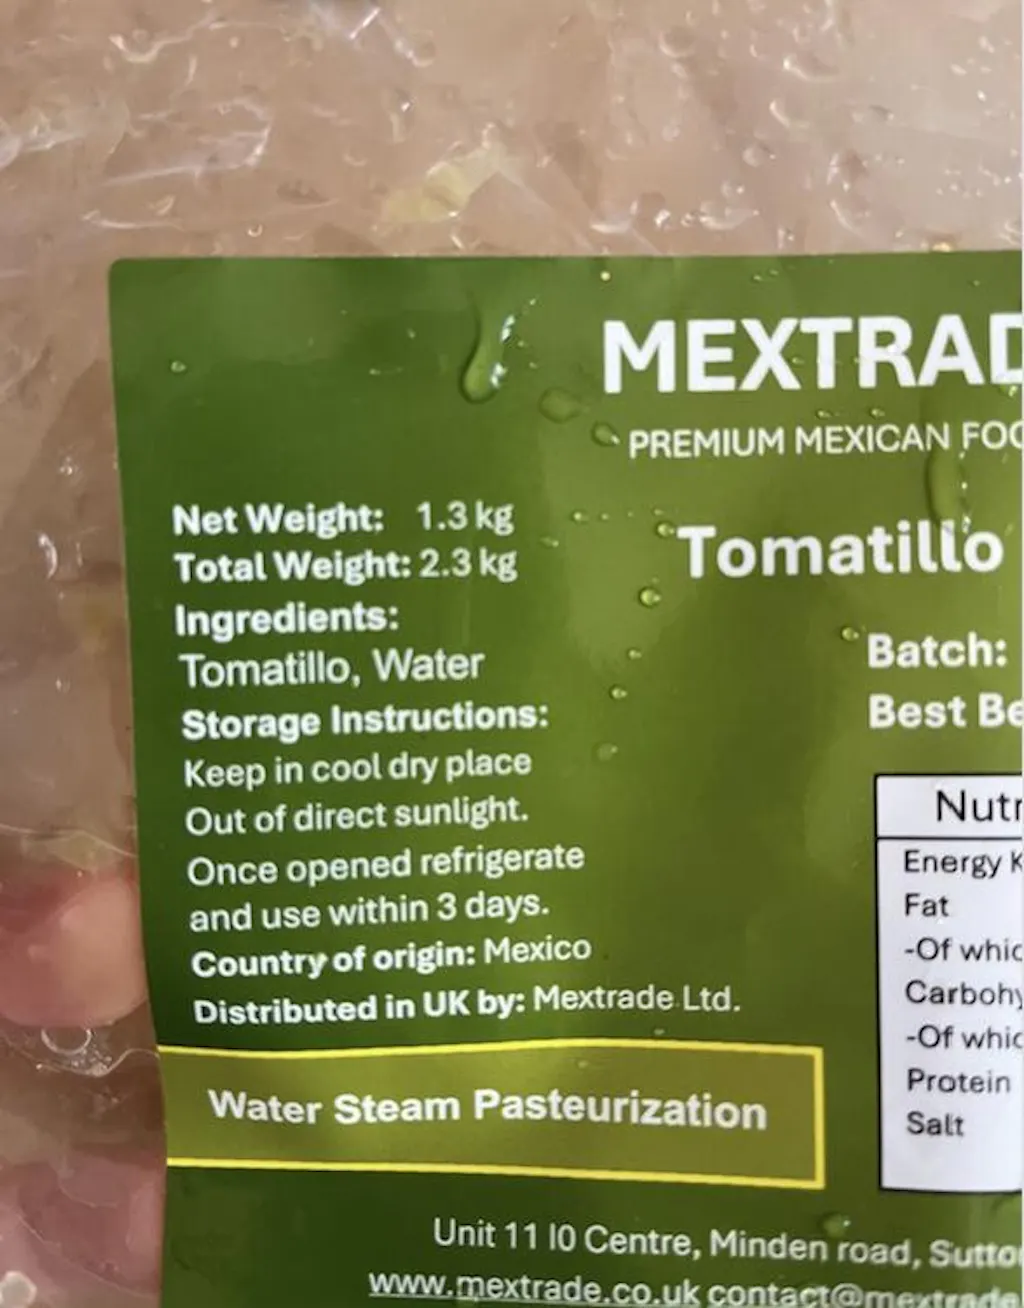 MEXTRAD
PREMIUM MEXICAN FOO
Net Weight: 1.3 kg
Total Weight: 2.3 kg
Ingredients:
Tomatillo, Water
Storage Instructions:
Keep in cool dry place
Out of direct sunlight.
Once opened refrigerate
and use within 3 days.
Country of origin: Mexico
Distributed in UK by: Mextrade Ltd.
Water Steam Pasteurization
Tomatillo
Batch:
Best Be
Nutr
Energy K
Fat
-Of whic
Carbohy
-Of whic
Protein
Salt
Unit 11 IO Centre, Minden road, Sutto
www.mextrade.co.uk contact@mextrade